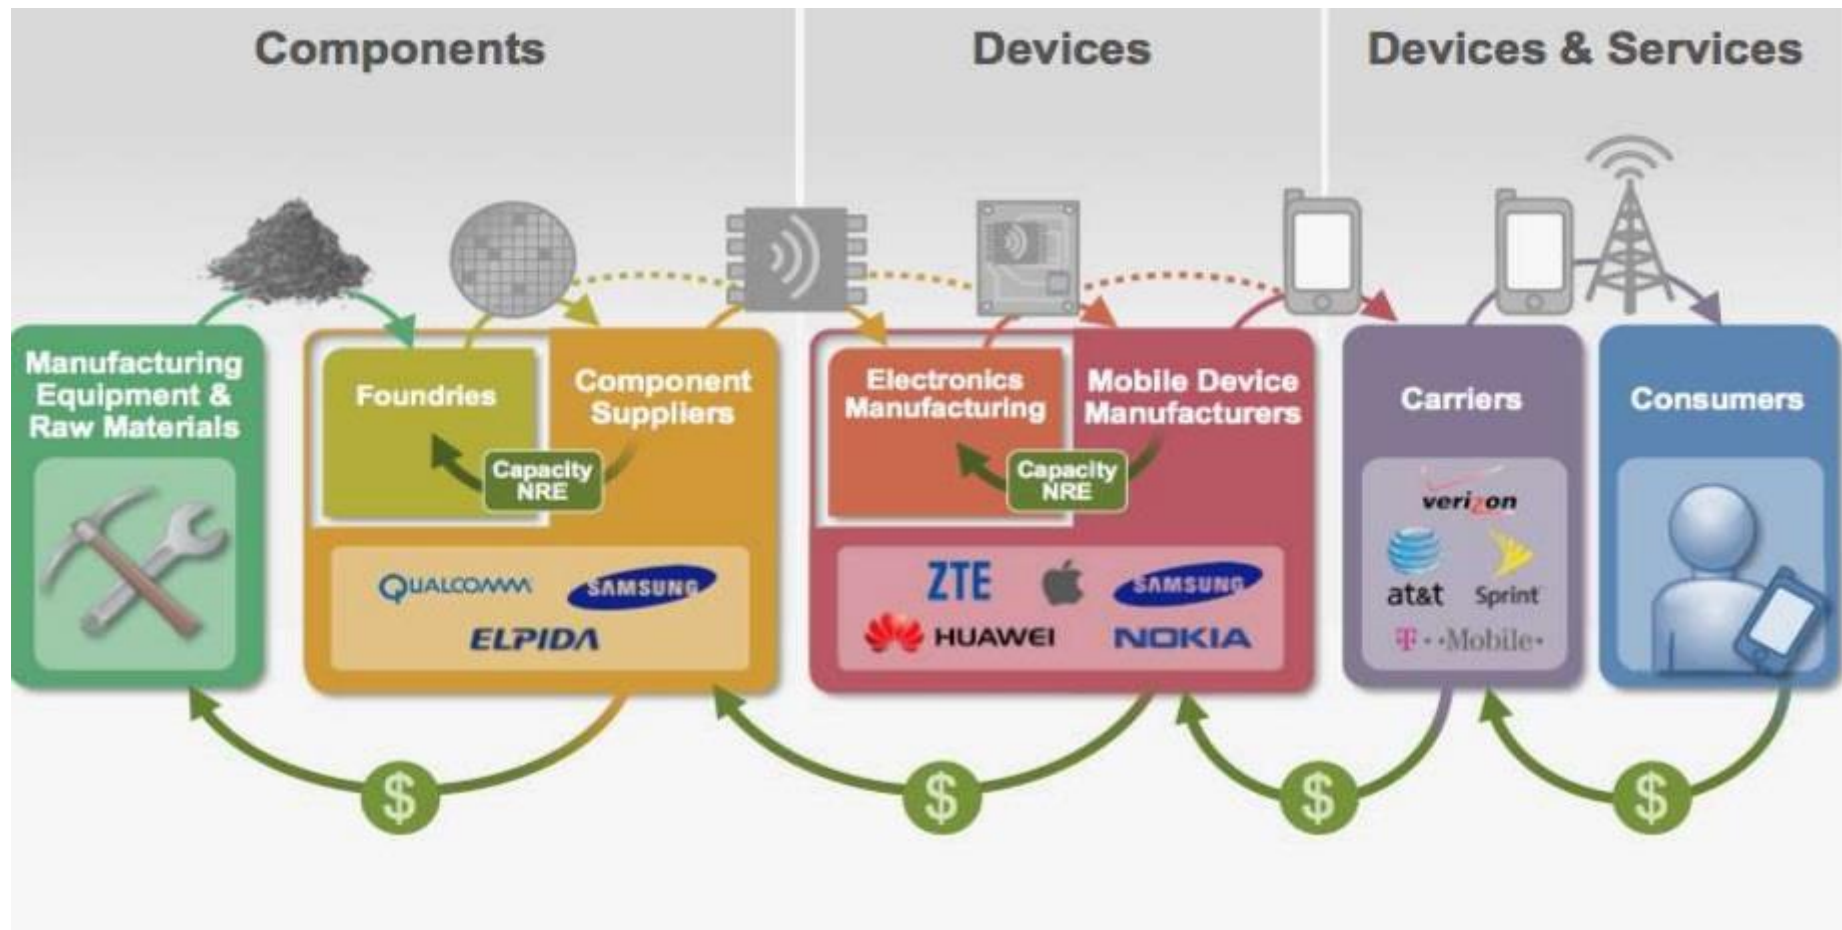 Components
Devices
Devices & Services
Manufacturing
Equipment &
Raw Materials
Foundries
Component
Suppliers
Capacity
NRE
QUALCOMM
SAMSUNG
ELPIDA
Electronics
Manufacturing
Mobile Device
Manufacturers
Capacity
NRE
ZTE
SAMSUNG
HUAWEI
NOKIA
Carriers
verizon
at&t
Sprint
T··Mobile·
Consumers
$
$
$
$